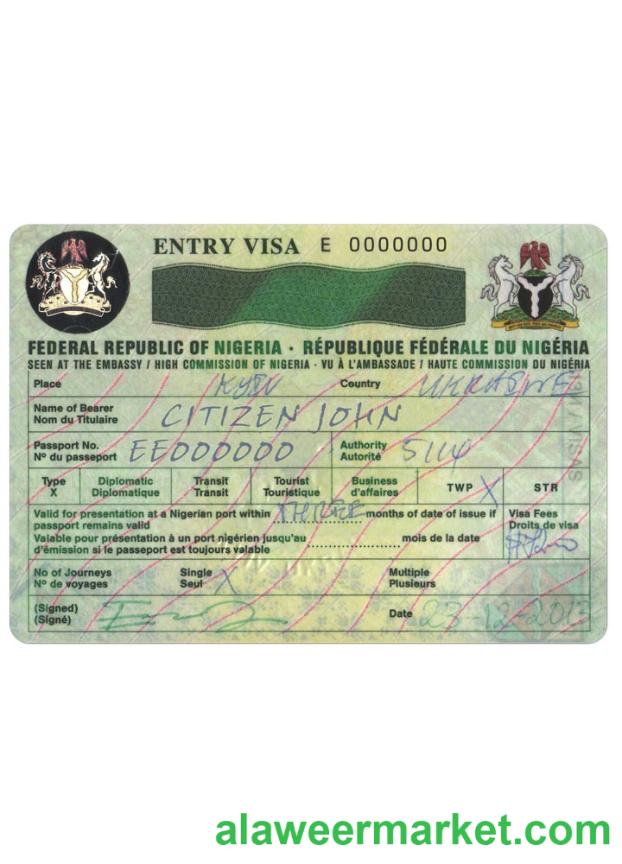 ENTRY VISA E 0000000
FEDERAL REPUBLIC OF NIGERIA · RÉPUBLIQUE FÉDÉRALE DU NIGÉRIA
SEEN AT THE EMBASSY / HIGH COMMISSION OF NIGERIA · VU À L'AMBASSADE / HAUTE COMMISSION DU NIGÉRIA
Place KYIV Country UKRAINE
Name of Bearer
Nom du Titulaire CITIZEN JOHN
Passport No.
Nº du passeport EE000000
Authority
Autorité 5114
Type
X
Diplomatic
Diplomatique
Transit
Transit
Tourist
Touristique
Business
d'affaires
TWP X
STR
Valid for presentation at a Nigerian port within THREE months of date of issue if
passport remains valid
Valable pour présentation à un port nigérien jusqu'au mois de la date
d'émission si le peseport est toujours valable
Visa Fees
Droits de visa
No of Journeys
Nº de voyages
Single
Seul X
Multiple
Plusieurs
(Signed)
(Signé)
Date 23-12-2013
alaweermarket.com